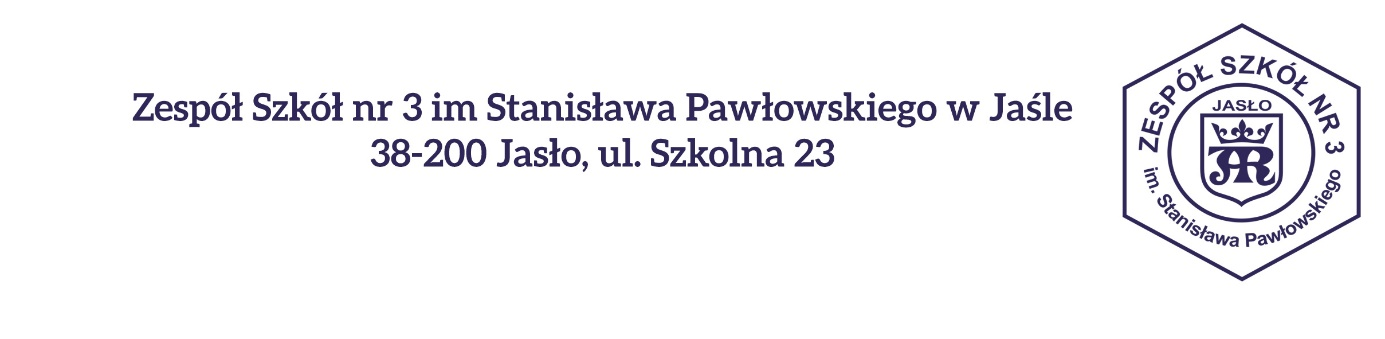 Zespół Szkół nr 3 im Stanisława Pawłowskiego w Jaśle
38-200 Jasło, ul. Szkolna 23
ZESPÓŁ SZKÓŁ NR 3
JASŁO
im. Stanisława Pawłowskiego